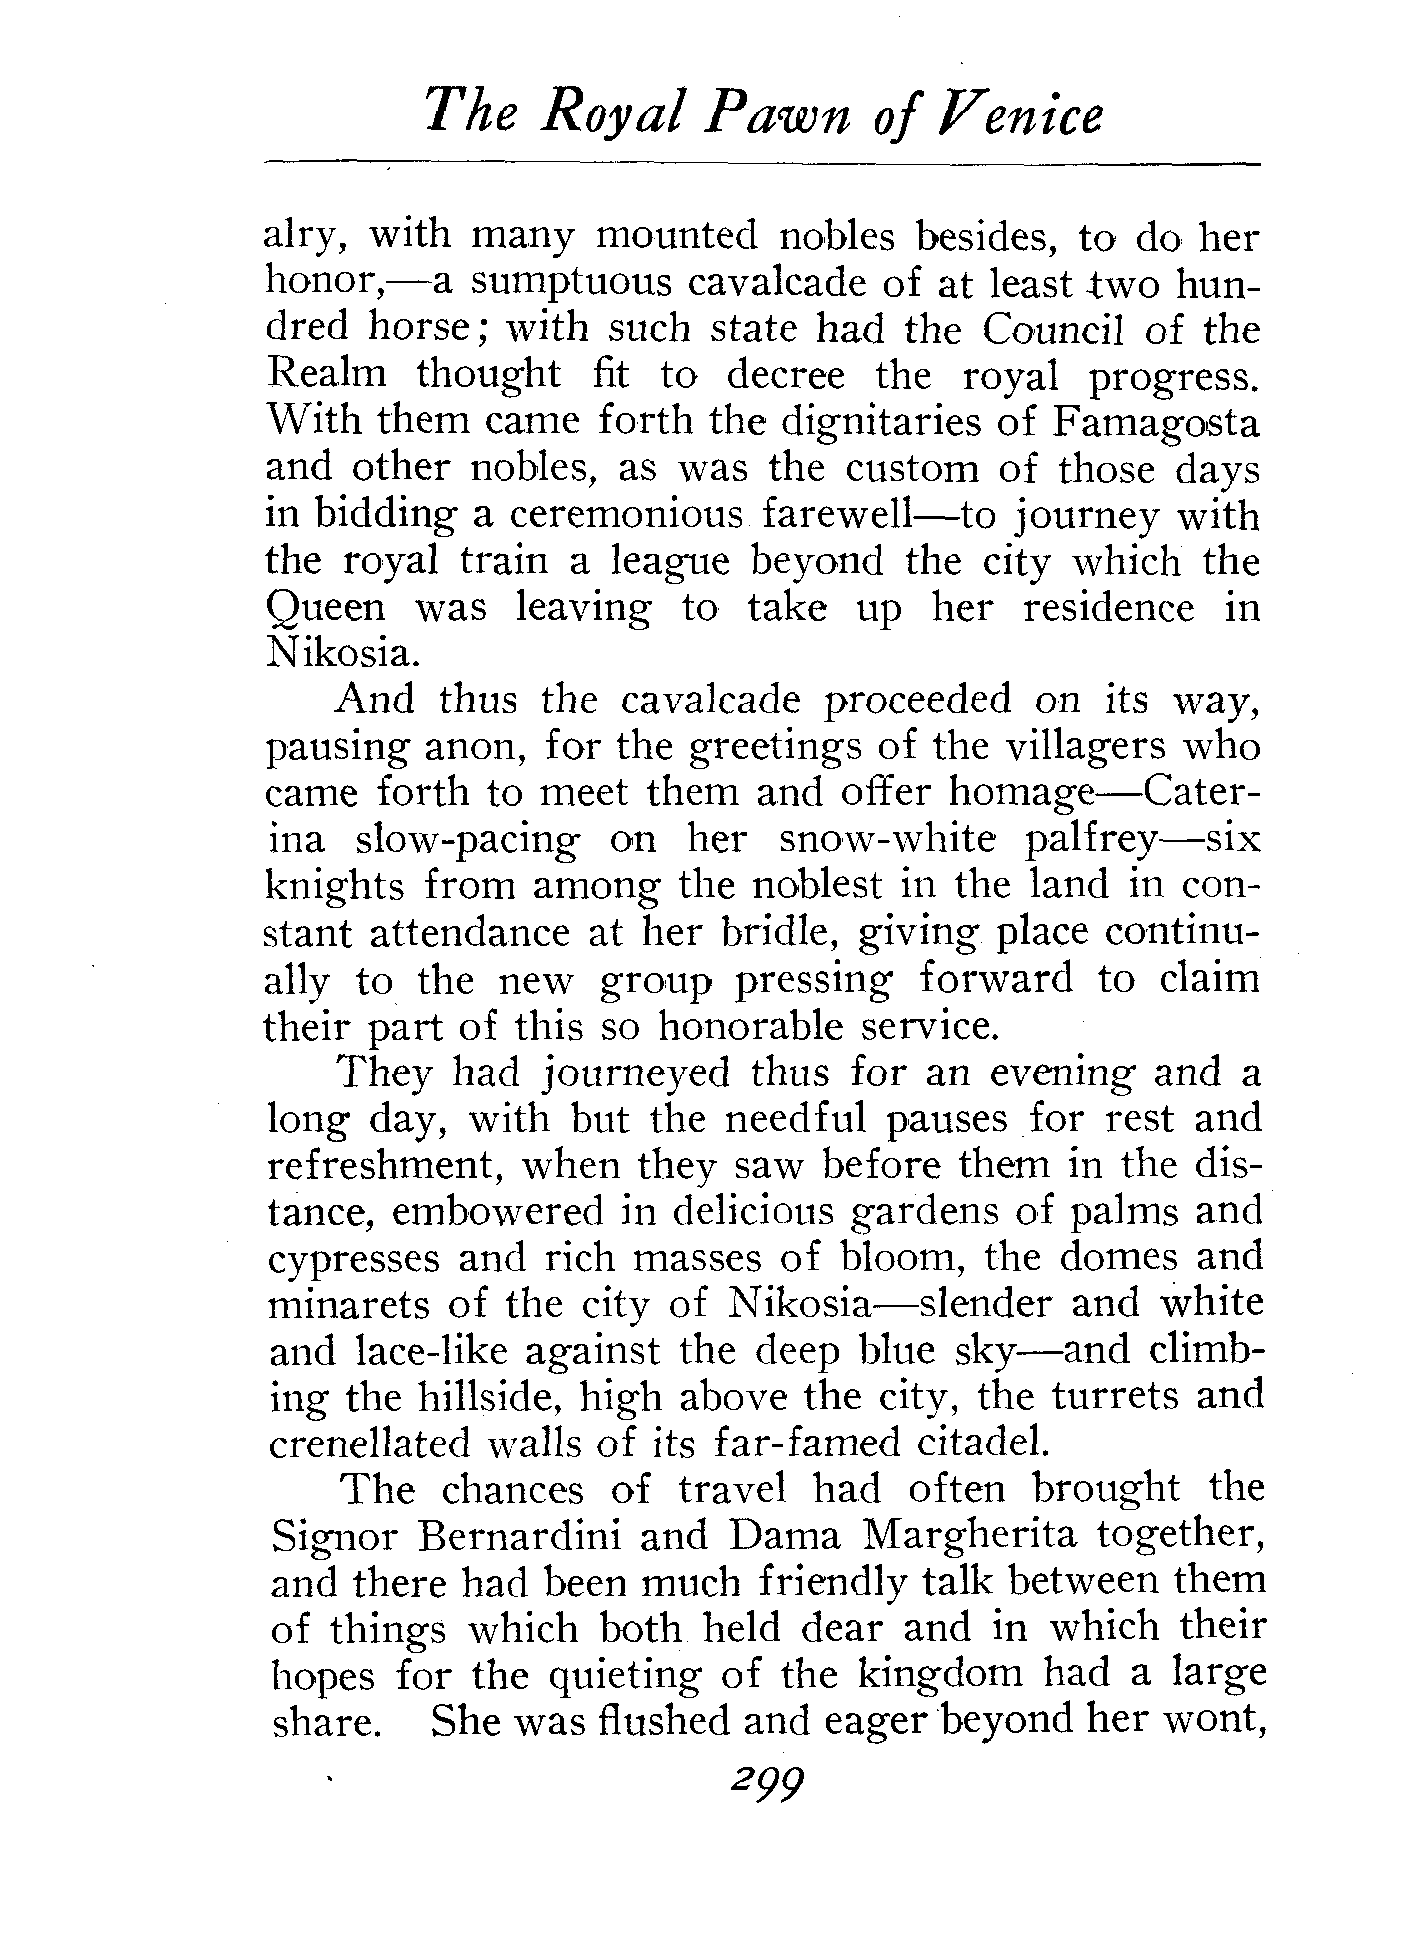 The Royal Pawn of Venice
alry, with many mounted nobles besides, to do her
honor,—a sumptuous cavalcade of at least two hun-
dred horse; with such state had the Council of the
Realm thought fit to decree the royal progress.
With them came forth the dignitaries of Famagosta
and other nobles, as was the custom of those days
in bidding a ceremonious farewell—to journey with
the royal train a league beyond the city which the
Queen was leaving to take up her residence in
Nikosia.
And thus the cavalcade proceeded on its way,
pausing anon, for the greetings of the villagers who
came forth to meet them and offer homage—Cater-
ina slow-pacing on her snow-white palfrey—six
knights from among the noblest in the land in con-
stant attendance at her bridle, giving place continu-
ally to the new group pressing forward to claim
their part of this so honorable service.
They had journeyed thus for an evening and a
long day, with but the needful pauses for rest and
refreshment, when they saw before them in the dis-
tance, embowered in delicious gardens of palms and
cypresses and rich masses of bloom, the domes and
minarets of the city of Nikosia—slender and white
and lace-like against the deep blue sky—and climb-
ing the hillside, high above the city, the turrets and
crenellated walls of its far-famed citadel.
The chances of travel had often brought the
Signor Bernardini and Dama Margherita together,
and there had been much friendly talk between them
of things which both held dear and in which their
hopes for the quieting of the kingdom had a large
share. She was flushed and eager beyond her wont,
299